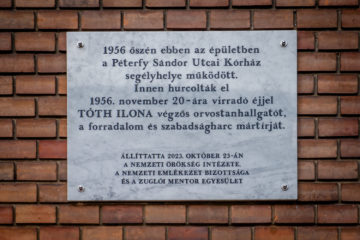 1956 őszén ebben az épületben
a Péterfy Sándor Utcai Kórház
segélyhelye működött.
Innen hurcolták el
1956. november 20-ára virradó éjjel
TÓTH ILONA végzős orvostanhallgatót,
a forradalom és szabadságharc mártírját.
ÁLLÍTTATTA 2023. OKTÓBER 23-ÁN
A NEMZETI ÖRÖKSÉG INTÉZETE,
A NEMZETI EMLÉKEZET BIZOTTSÁGA
ÉS A ZUGLÓI MENTOR EGYESÜLET